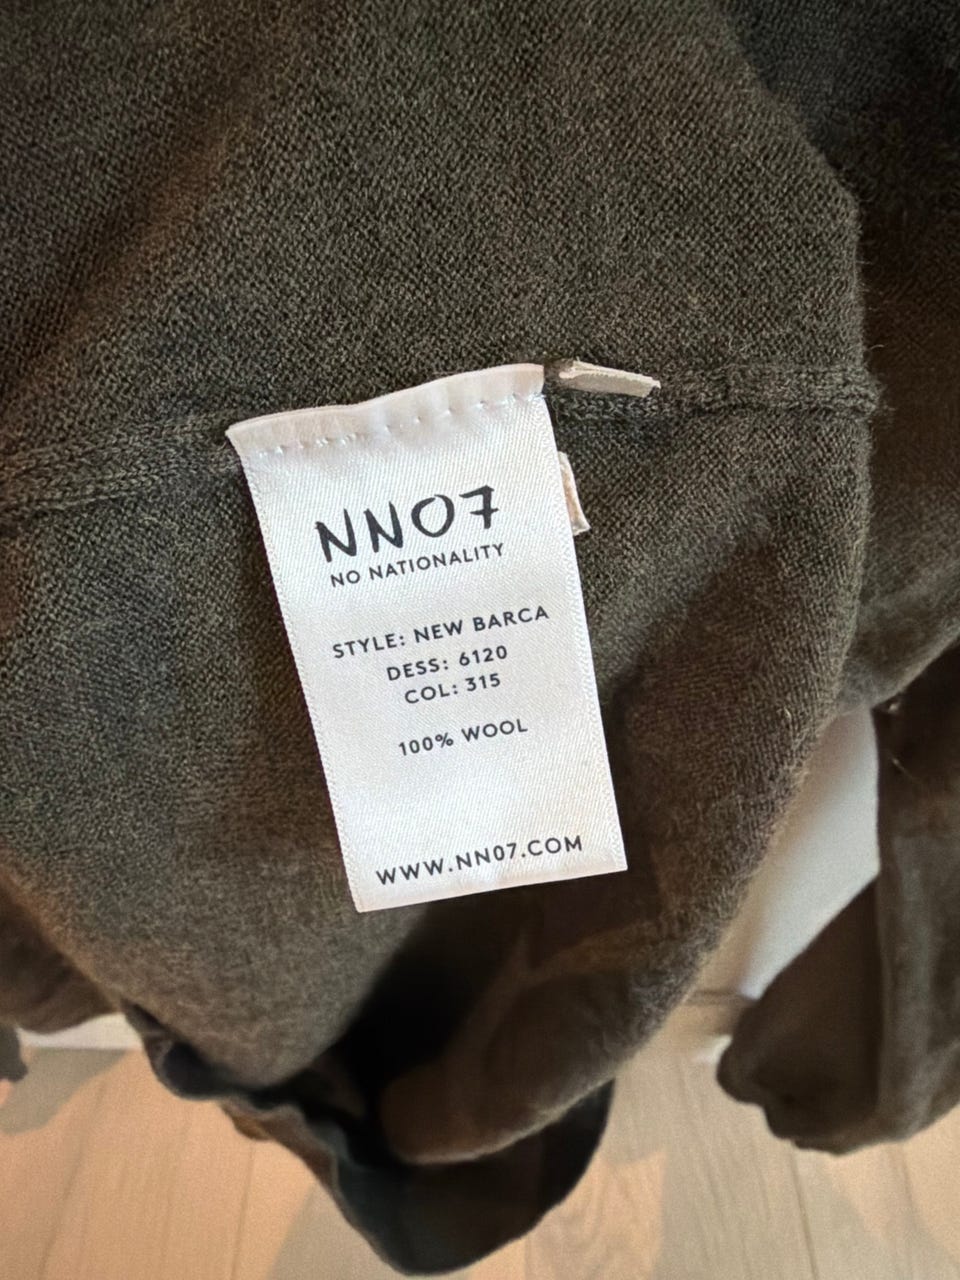 NN07
NO NATIONALITY
STYLE: NEW BARCA
DESS: 6120
COL: 315
100% WOOL
WWW.NN07.COM